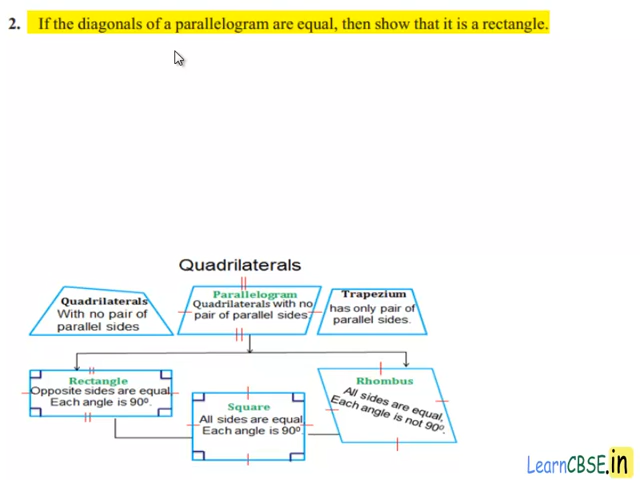 2. If the diagonals of a parallelogram are equal, then show that it is a rectangle.
Quadrilaterals
Quadrilaterals
With no pair of
parallel sides
Parallelogram
Quadrilaterals with no
pair of parallel sides
Trapezium
has only pair of
parallel sides.
Rectangle
Opposite sides are equal
Each angle is 90º.
Square
All sides are equal
Each angle is 90º.
Rhombus
All sides are equal,
Each angle is not 90º.
LearnCBSE.in